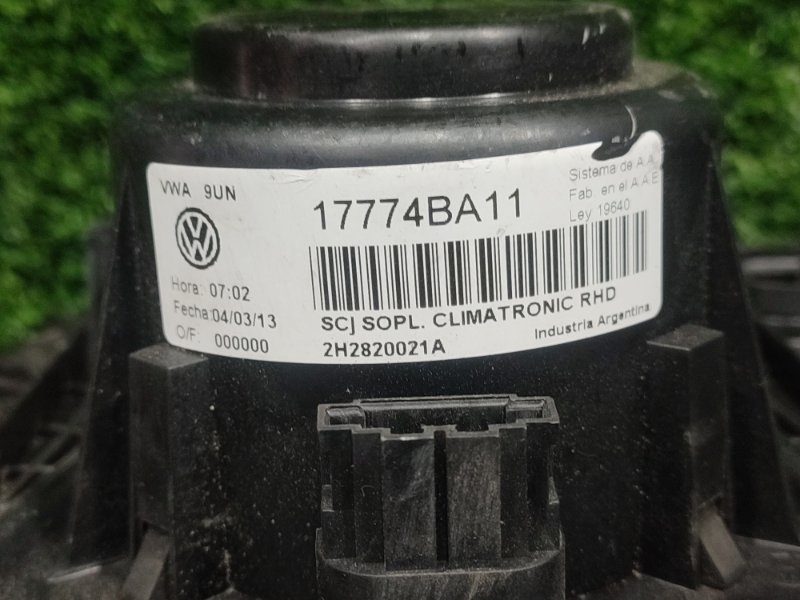 VWA 9UN
17774BA11
Sistema de A.A.
Fab. en el A.A.E
Ley 19640
Hora: 07:02
Fecha:04/03/13
O/F: 000000
SCJ SOPL. CLIMATRONIC RHD
2H2820021A
Industria Argentina